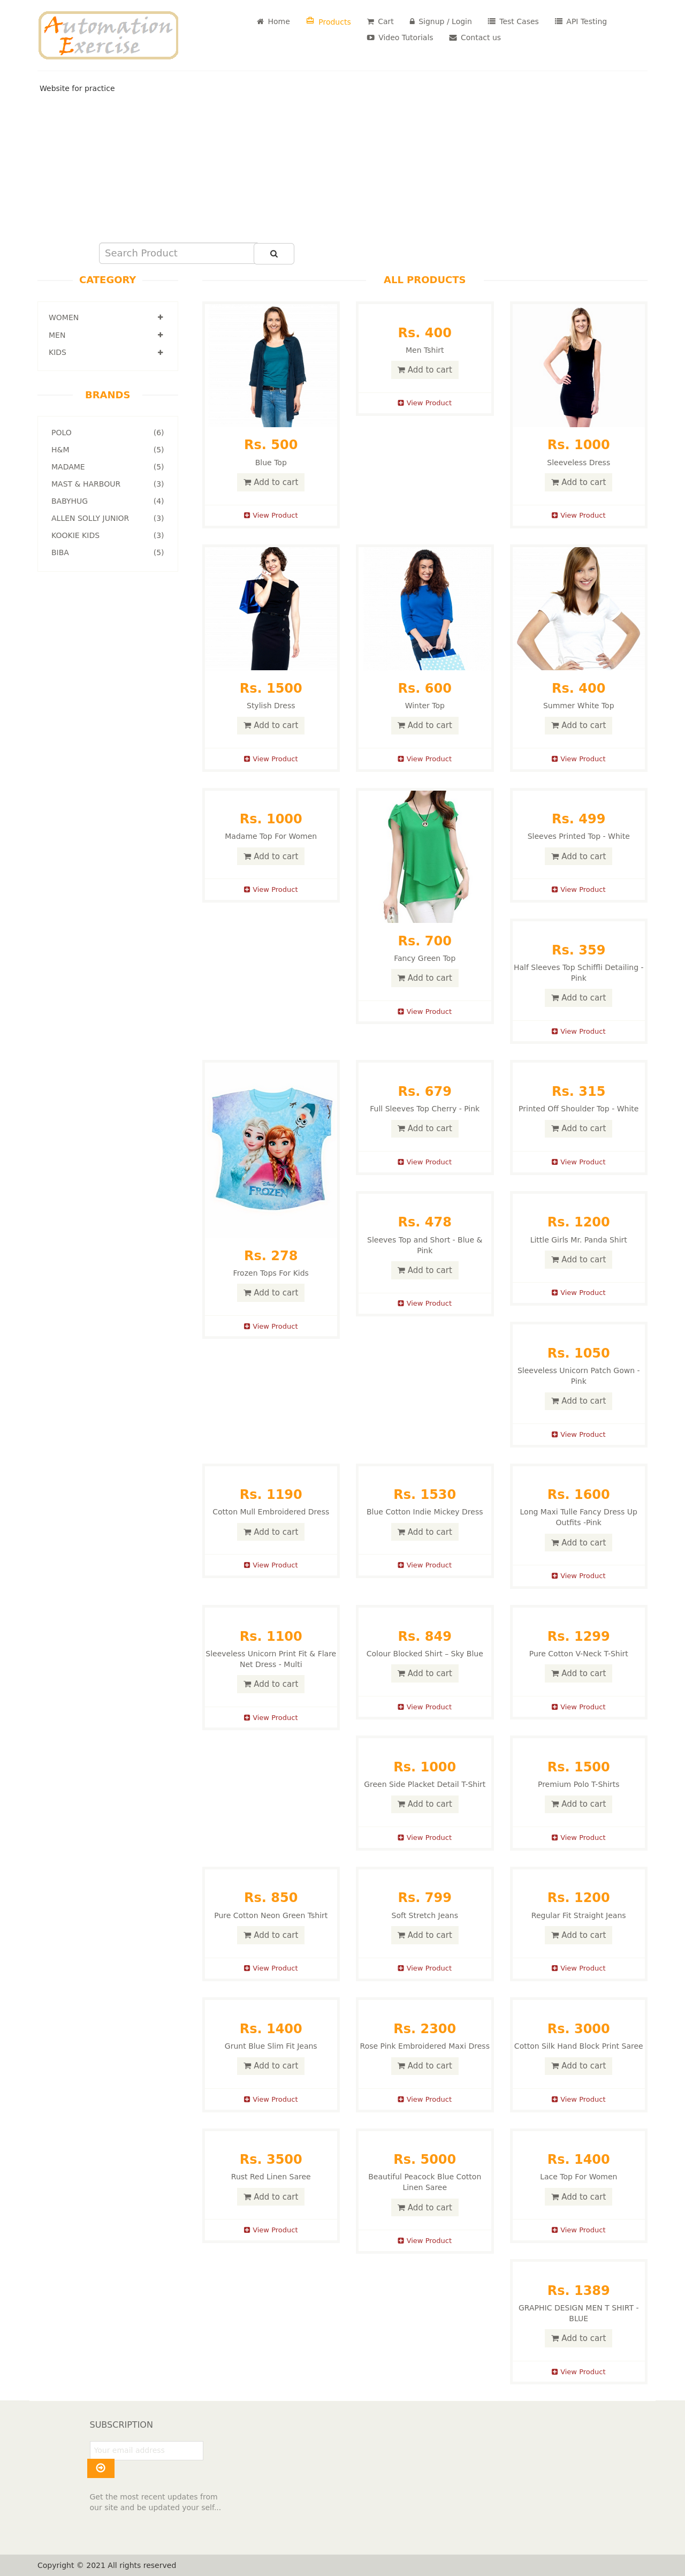 Automation
Exercise
Home
Products
Cart
Signup / Login
Test Cases
API Testing
Video Tutorials
Contact us
Website for practice
Search Product
CATEGORY
WOMEN
MEN
KIDS
BRANDS
POLO (6)
H&M (5)
MADAME (5)
MAST & HARBOUR (3)
BABYHUG (4)
ALLEN SOLLY JUNIOR (3)
KOOKIE KIDS (3)
BIBA (5)
ALL PRODUCTS
Rs. 500
Blue Top
Add to cart
View Product
Rs. 400
Men Tshirt
Add to cart
View Product
Rs. 1000
Sleeveless Dress
Add to cart
View Product
Rs. 1500
Stylish Dress
Add to cart
View Product
Rs. 600
Winter Top
Add to cart
View Product
Rs. 400
Summer White Top
Add to cart
View Product
Rs. 1000
Madame Top For Women
Add to cart
View Product
Rs. 700
Fancy Green Top
Add to cart
View Product
Rs. 499
Sleeves Printed Top - White
Add to cart
View Product
Rs. 359
Half Sleeves Top Schiffli Detailing -
Pink
Add to cart
View Product
Disney
FROZEN
Rs. 278
Frozen Tops For Kids
Add to cart
View Product
Rs. 679
Full Sleeves Top Cherry - Pink
Add to cart
View Product
Rs. 315
Printed Off Shoulder Top - White
Add to cart
View Product
Rs. 478
Sleeves Top and Short - Blue &
Pink
Add to cart
View Product
Rs. 1200
Little Girls Mr. Panda Shirt
Add to cart
View Product
Rs. 1050
Sleeveless Unicorn Patch Gown -
Pink
Add to cart
View Product
Rs. 1190
Cotton Mull Embroidered Dress
Add to cart
View Product
Rs. 1530
Blue Cotton Indie Mickey Dress
Add to cart
View Product
Rs. 1600
Long Maxi Tulle Fancy Dress Up
Outfits -Pink
Add to cart
View Product
Rs. 1100
Sleeveless Unicorn Print Fit & Flare
Net Dress - Multi
Add to cart
View Product
Rs. 849
Colour Blocked Shirt – Sky Blue
Add to cart
View Product
Rs. 1299
Pure Cotton V-Neck T-Shirt
Add to cart
View Product
Rs. 1000
Green Side Placket Detail T-Shirt
Add to cart
View Product
Rs. 1500
Premium Polo T-Shirts
Add to cart
View Product
Rs. 850
Pure Cotton Neon Green Tshirt
Add to cart
View Product
Rs. 799
Soft Stretch Jeans
Add to cart
View Product
Rs. 1200
Regular Fit Straight Jeans
Add to cart
View Product
Rs. 1400
Grunt Blue Slim Fit Jeans
Add to cart
View Product
Rs. 2300
Rose Pink Embroidered Maxi Dress
Add to cart
View Product
Rs. 3000
Cotton Silk Hand Block Print Saree
Add to cart
View Product
Rs. 3500
Rust Red Linen Saree
Add to cart
View Product
Rs. 5000
Beautiful Peacock Blue Cotton
Linen Saree
Add to cart
View Product
Rs. 1400
Lace Top For Women
Add to cart
View Product
Rs. 1389
GRAPHIC DESIGN MEN T SHIRT -
BLUE
Add to cart
View Product
SUBSCRIPTION
Your email address
Get the most recent updates from
our site and be updated your self...
Copyright © 2021 All rights reserved